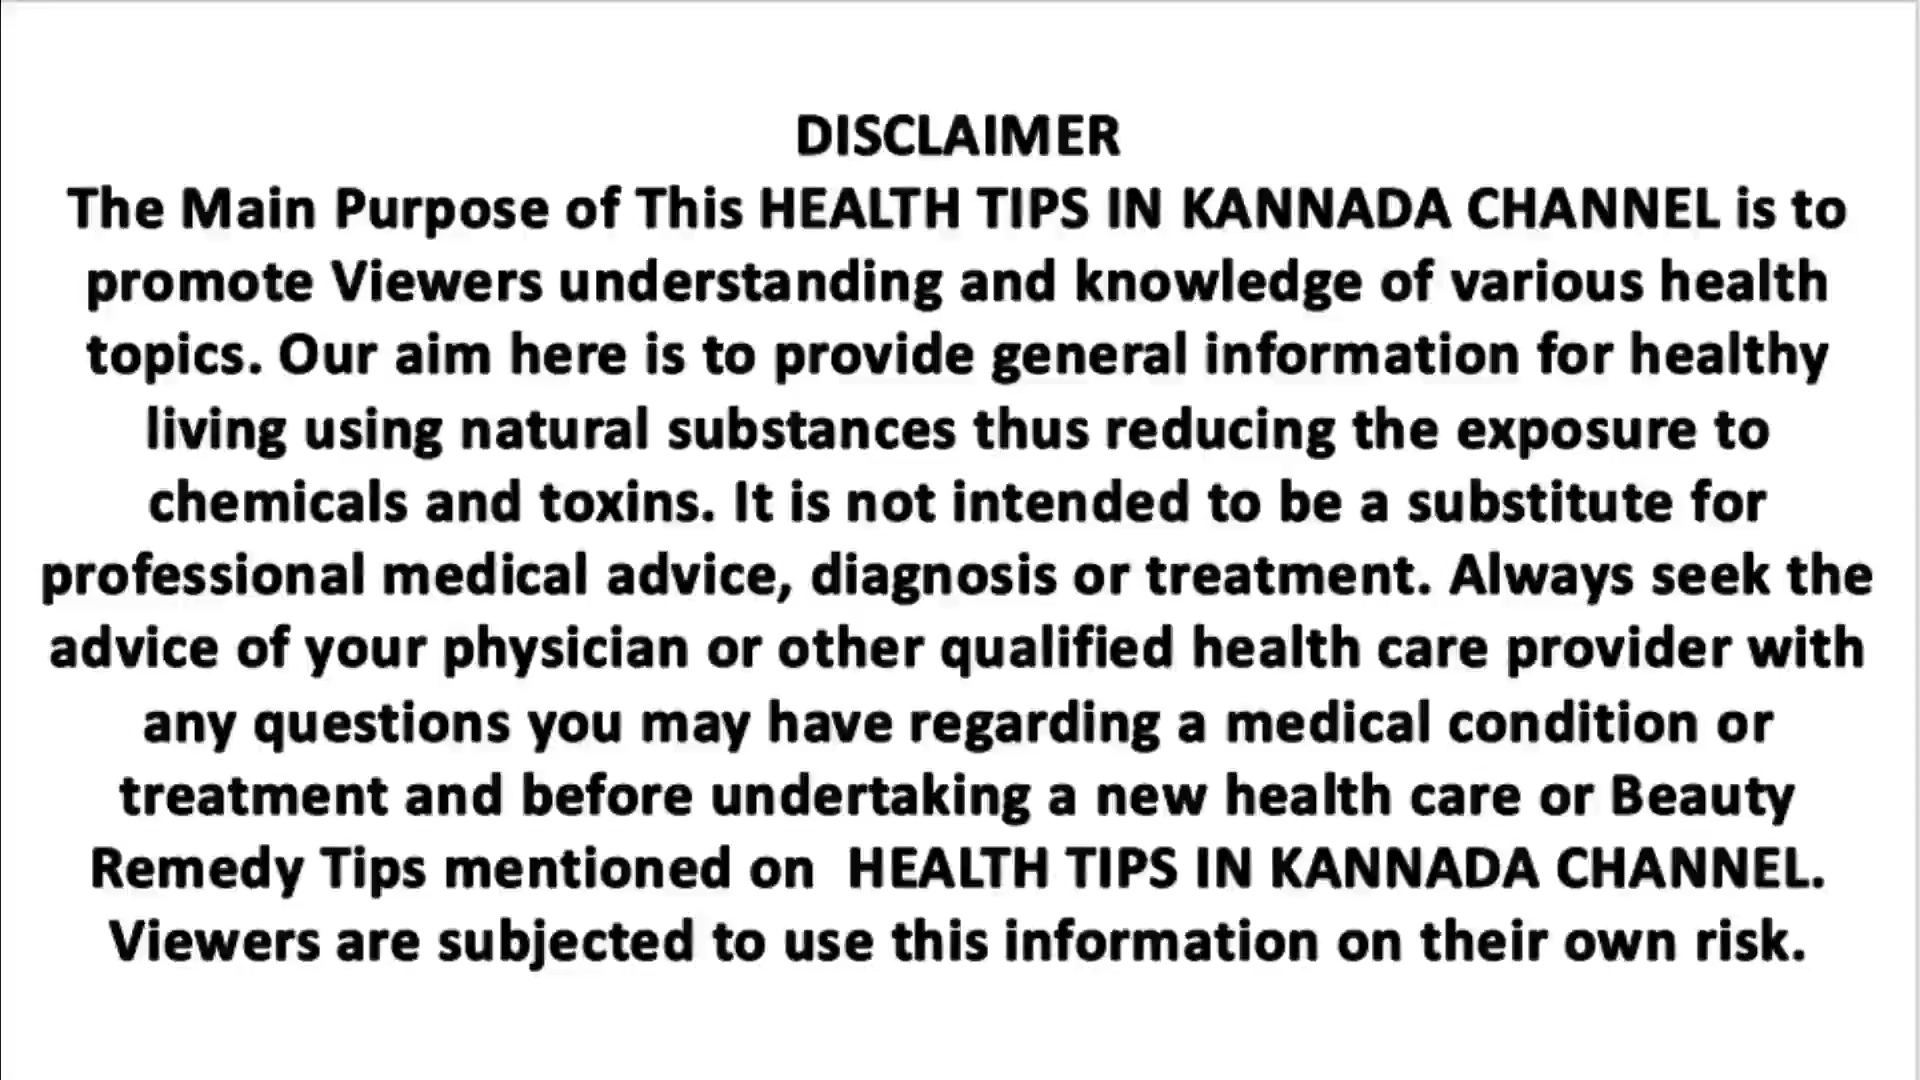 DISCLAIMER
The Main Purpose of This HEALTH TIPS IN KANNADA CHANNEL is to
promote Viewers understanding and knowledge of various health
topics. Our aim here is to provide general information for healthy
living using natural substances thus reducing the exposure to
chemicals and toxins. It is not intended to be a substitute for
professional medical advice, diagnosis or treatment. Always seek the
advice of your physician or other qualified health care provider with
any questions you may have regarding a medical condition or
treatment and before undertaking a new health care or Beauty
Remedy Tips mentioned on  HEALTH TIPS IN KANNADA CHANNEL.
Viewers are subjected to use this information on their own risk.